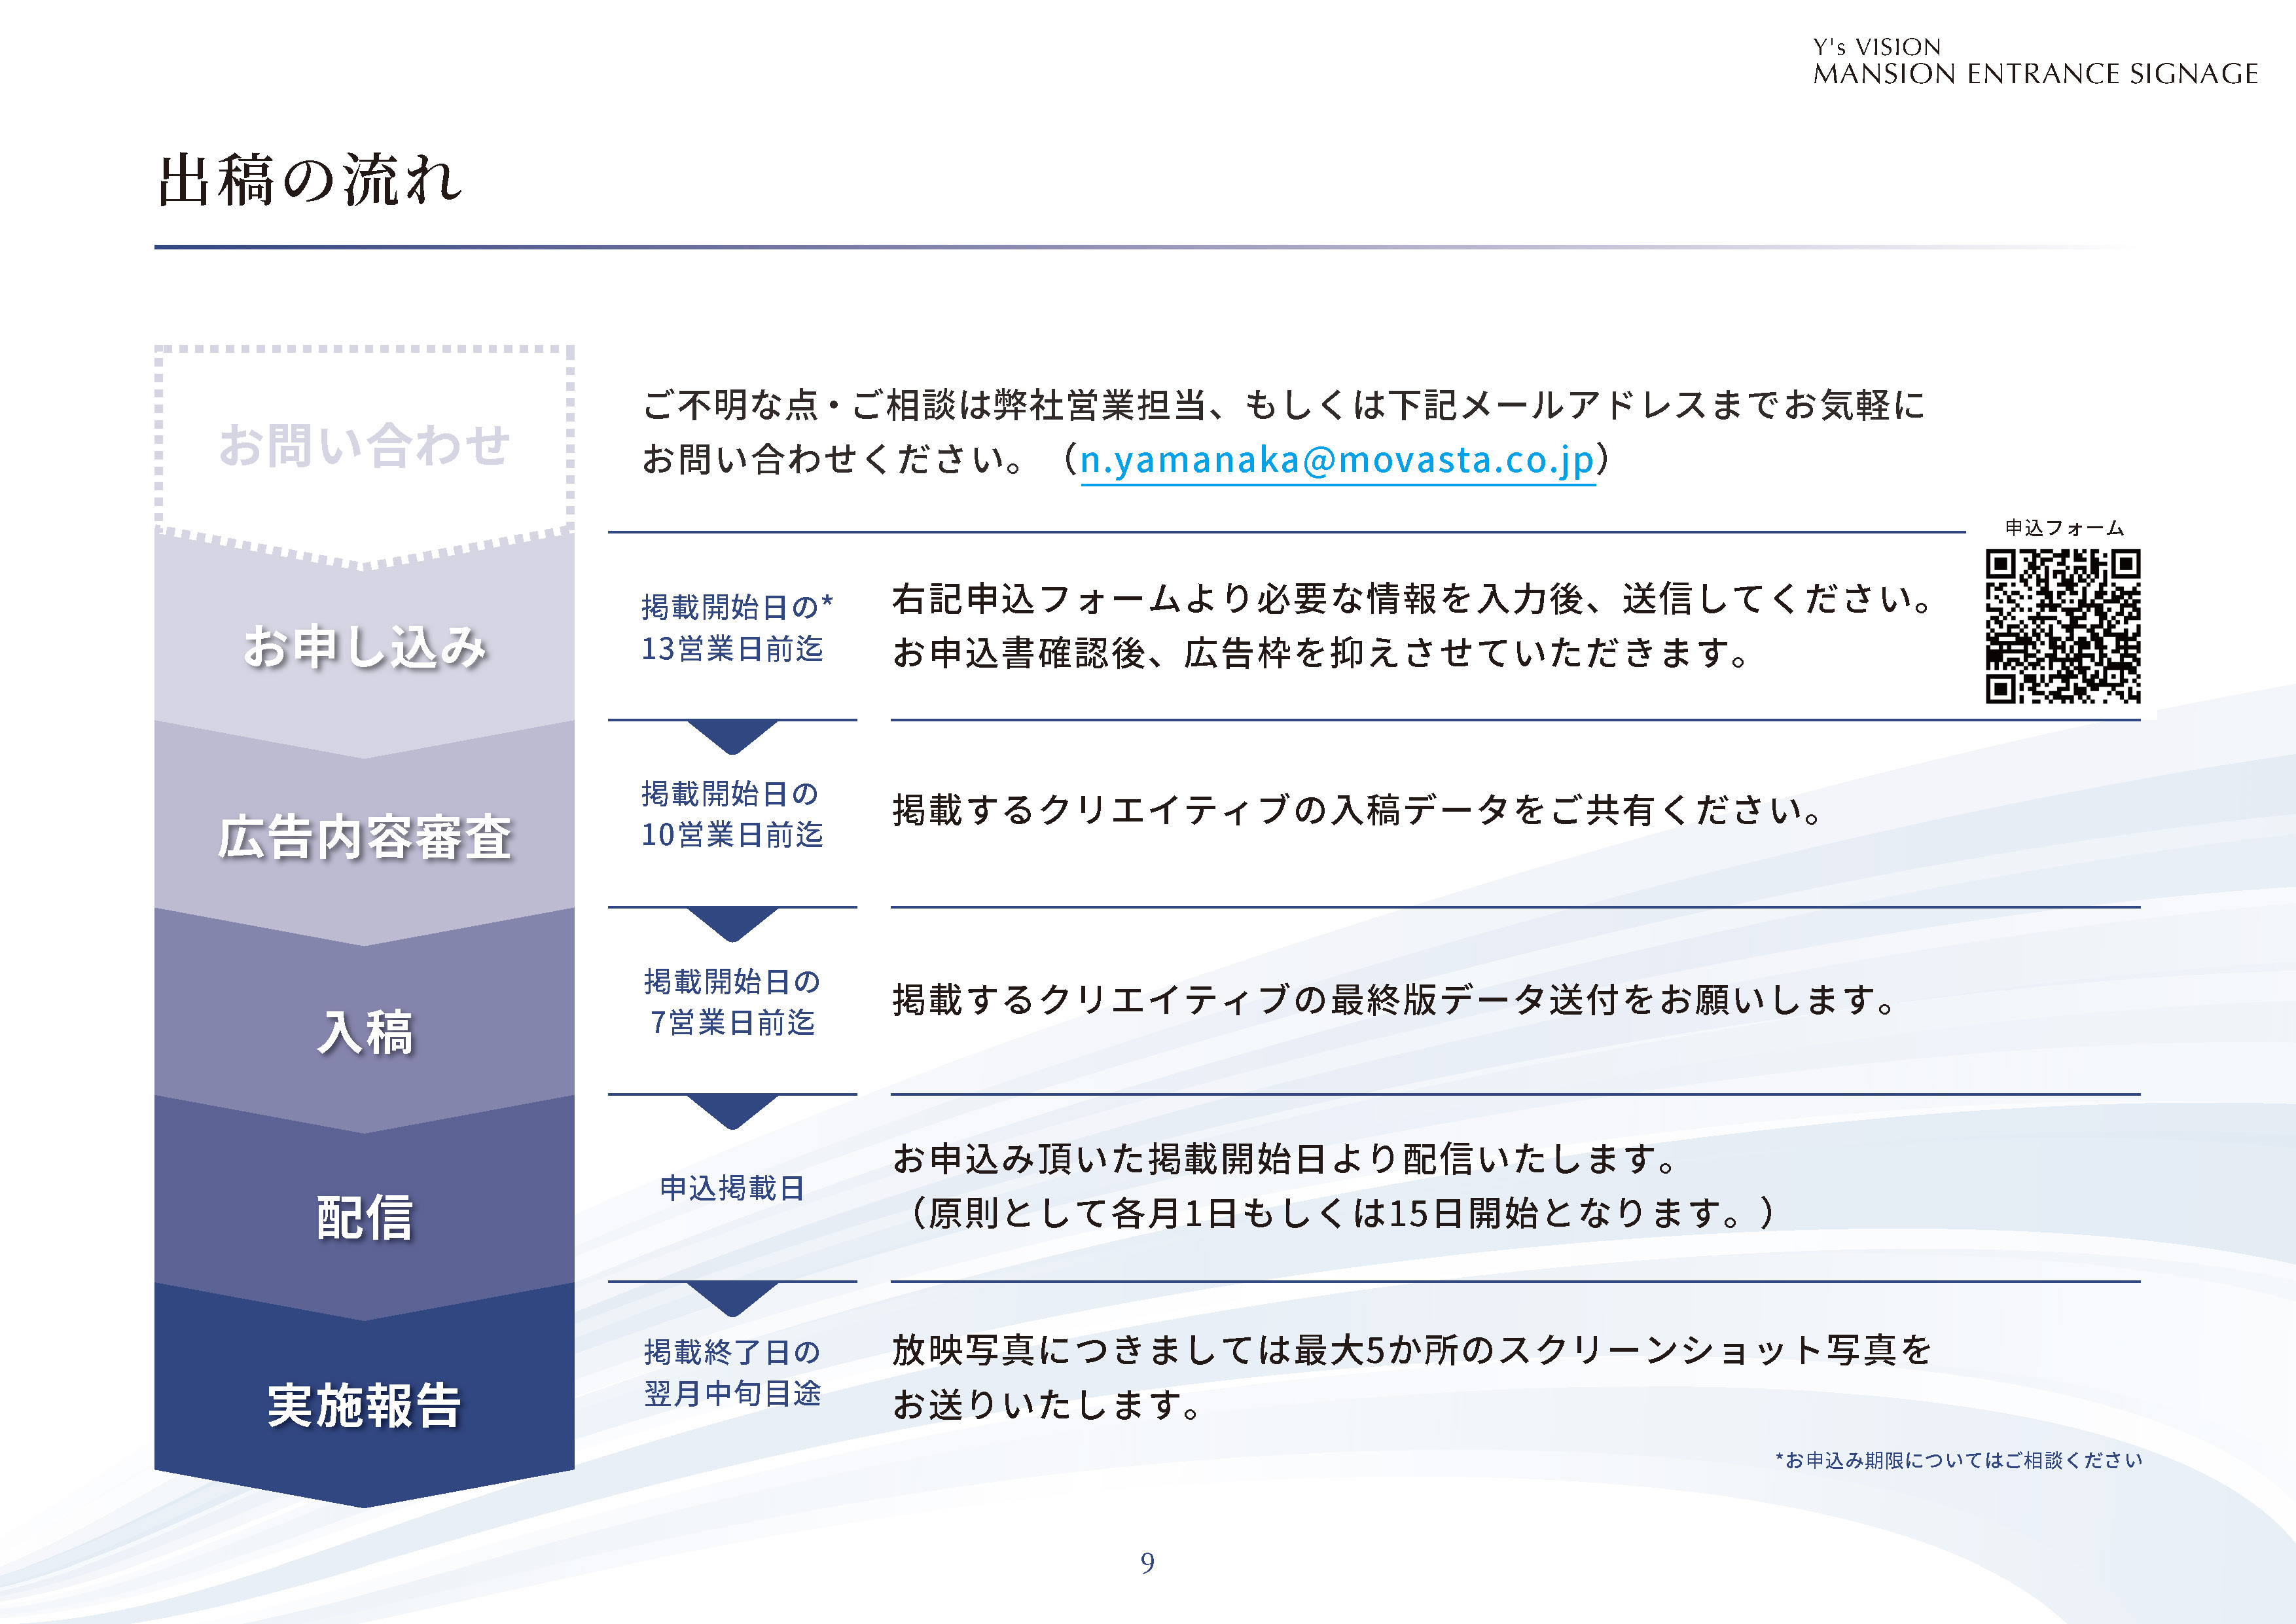 Y's VISION
MANSION ENTRANCE SIGNAGE
出稿の流れ
お問い合わせ
ご不明な点・ご相談は弊社営業担当、もしくは下記メールアドレスまでお気軽に
お問い合わせください。（n.yamanaka@movasta.co.jp）
申込フォーム
お申し込み
掲載開始日の*
13営業日前迄
右記申込フォームより必要な情報を入力後、送信してください。
お申込書確認後、広告枠を抑えさせていただきます。
広告内容審査
掲載開始日の
10営業日前迄
掲載するクリエイティブの入稿データをご共有ください。
入稿
掲載開始日の
7営業日前迄
掲載するクリエイティブの最終版データ送付をお願いします。
配信
申込掲載日
お申込み頂いた掲載開始日より配信いたします。
（原則として各月1日もしくは15日開始となります。）
実施報告
掲載終了日の
翌月中旬目途
放映写真につきましては最大5か所のスクリーンショット写真を
お送りいたします。
*お申込み期限についてはご相談ください
9